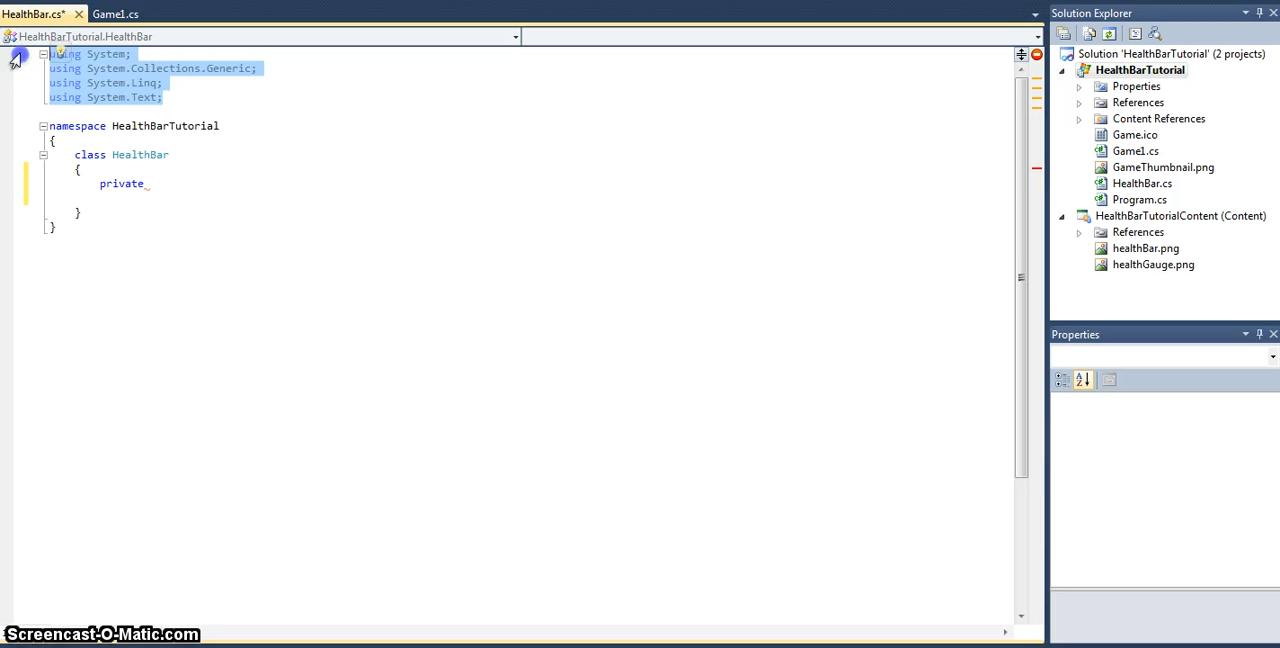 HealthBar.cs* Game1.cs
HealthBarTutorial.HealthBar
using System;
using System.Collections.Generic;
using System.Linq;
using System.Text;
namespace HealthBarTutorial
{
class HealthBar
{
private
}
}
Solution Explorer
Solution 'HealthBarTutorial' (2 projects)
HealthBarTutorial
Properties
References
Content References
Game.ico
Game1.cs
GameThumbnail.png
HealthBar.cs
Program.cs
HealthBarTutorialContent (Content)
References
healthBar.png
healthGauge.png
Properties
Screencast-O-Matic.com